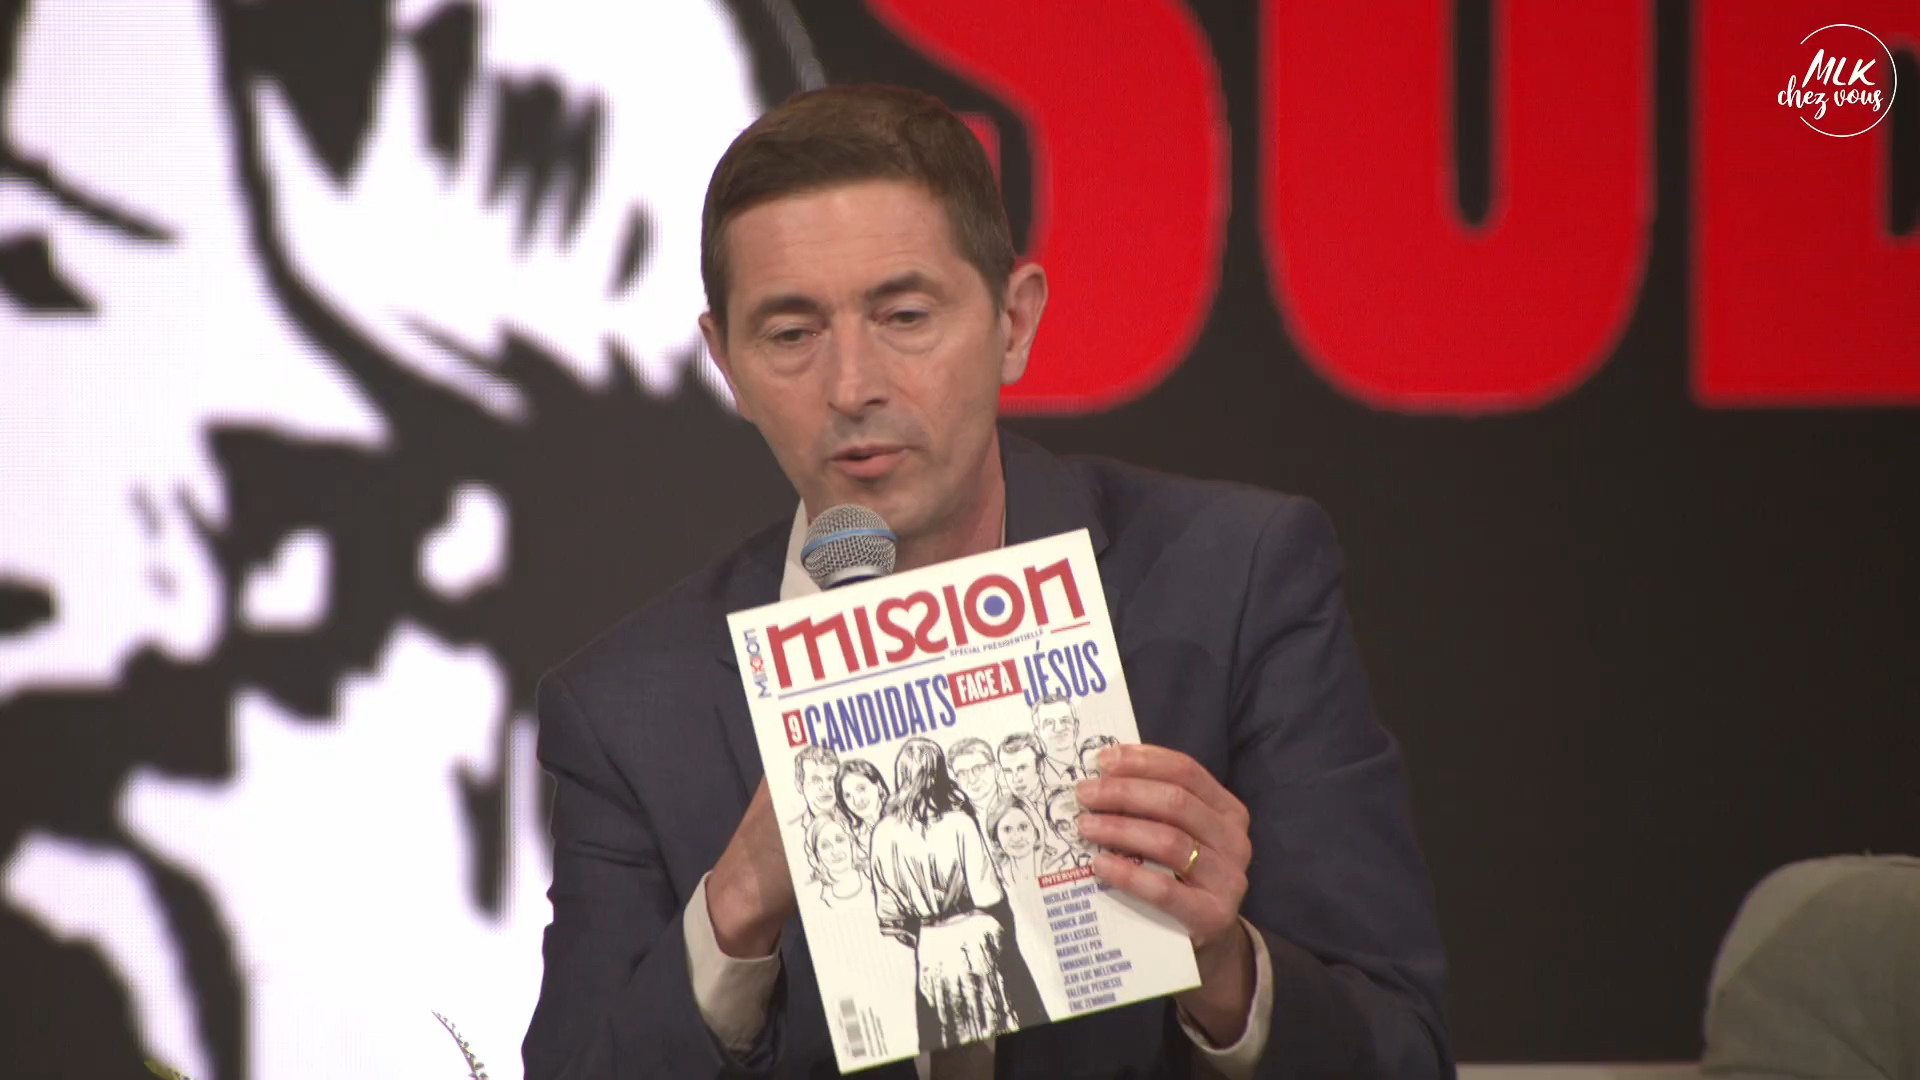 MLK
chez vous
SUE
MISSION
MISSION
SPÉCIAL PRÉSIDENTIELLE
9 CANDIDATS FACE À JÉSUS
INTERVIEW
NICOLAS DUPONT
ANNE HIDALGO
YANNICK JADOT
JEAN LASSALLE
MARINE LE PEN
EMMANUEL MACRON
JEAN-LUC MÉLENCHON
VALÉRIE PÉCRESSE
ÉRIC ZEMMOUR